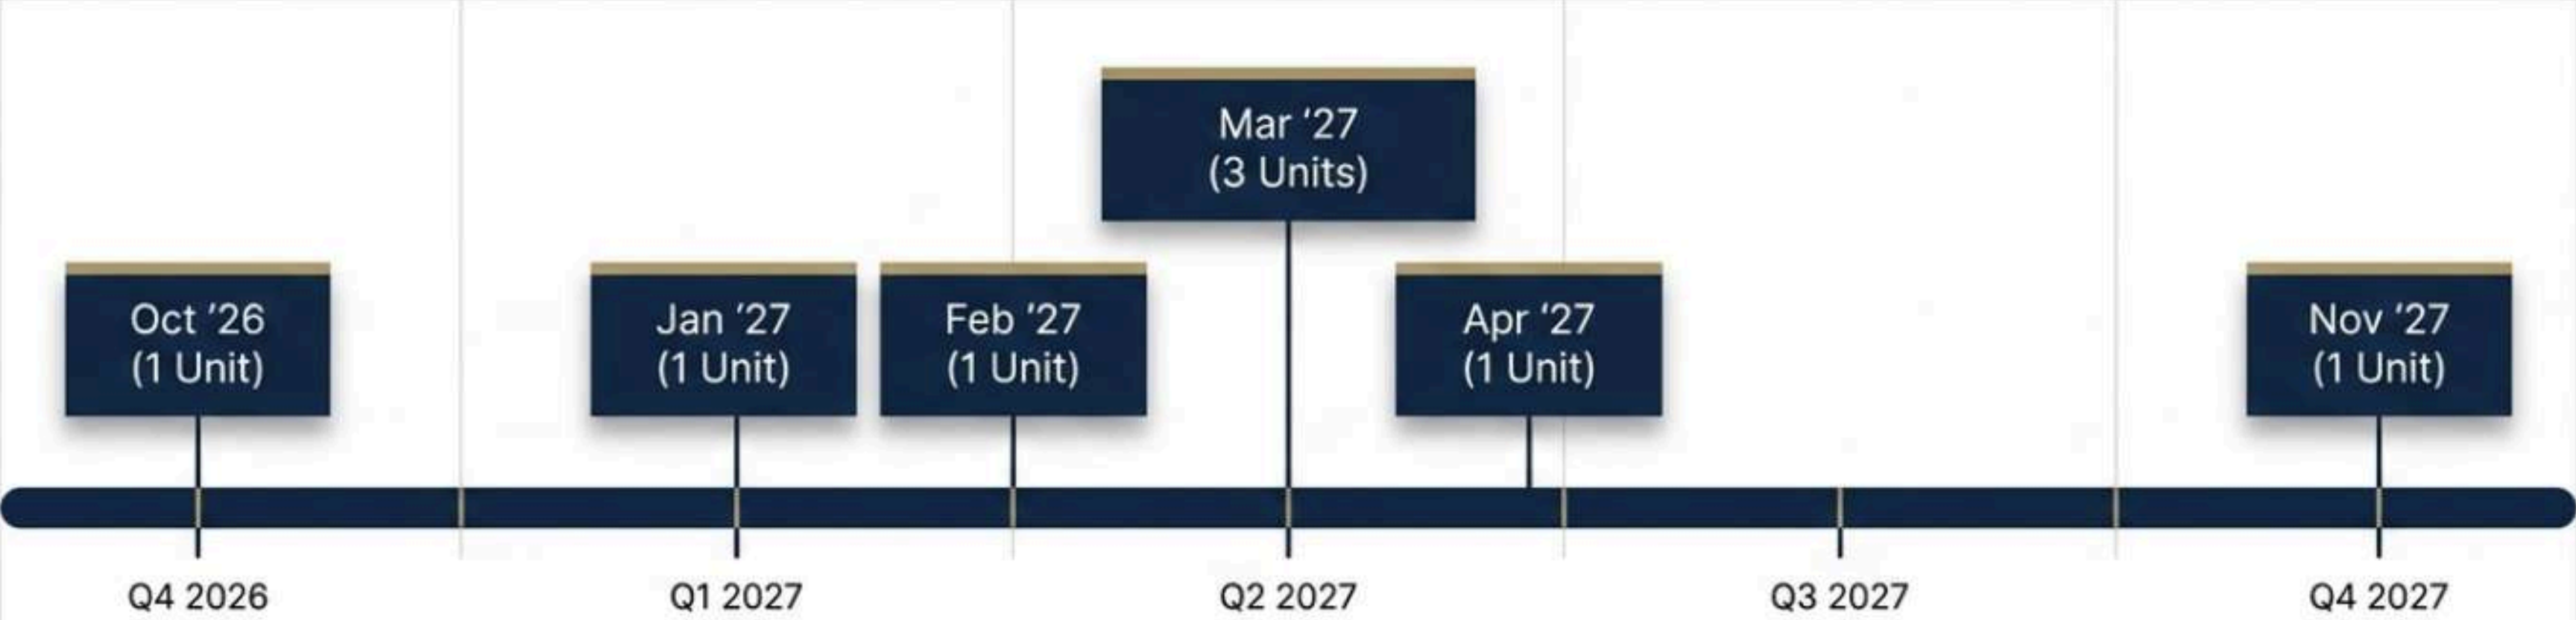 Mar ‘27
(3 Units)
Oct ’26
(1 Unit)
Jan ‘27
(1 Unit)
Feb ‘27
(1 Unit)
Apr ‘27
(1 Unit)
Nov ‘27
(1 Unit)
Q4 2026
Q1 2027
Q2 2027
Q3 2027
Q4 2027